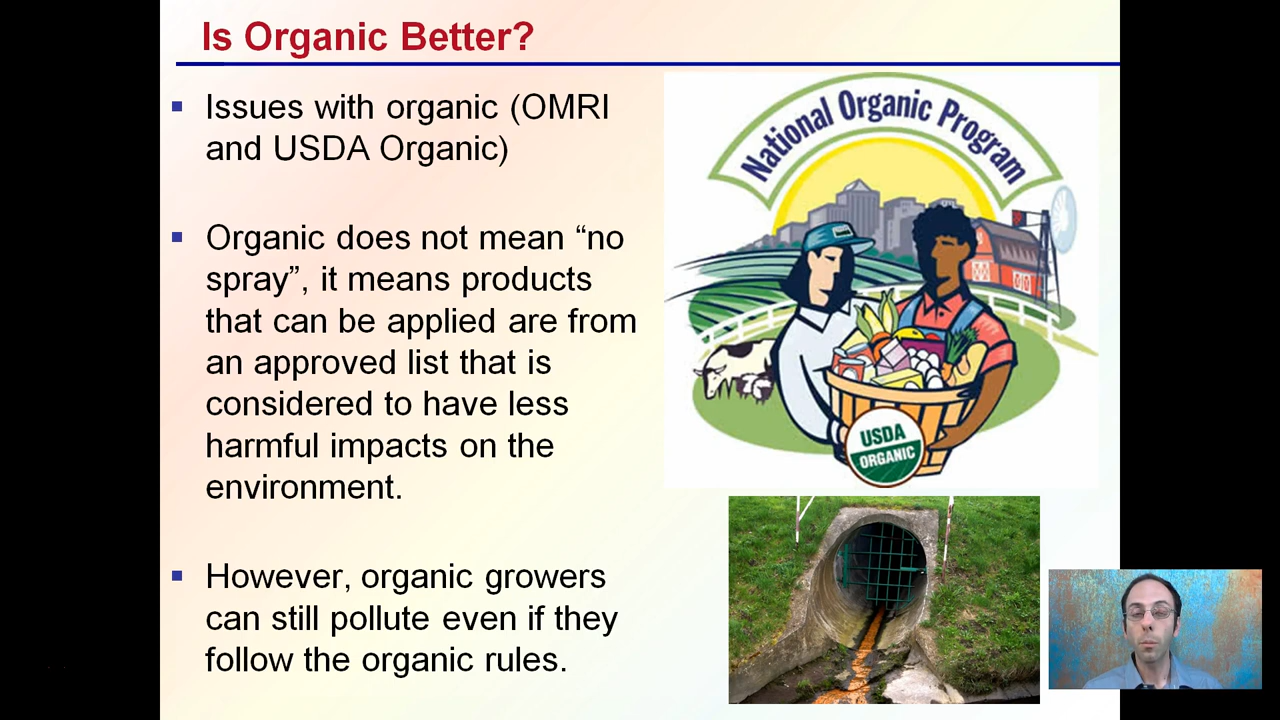 Is Organic Better?
▪ Issues with organic (OMRI
and USDA Organic)
▪ Organic does not mean “no
spray”, it means products
that can be applied are from
an approved list that is
considered to have less
harmful impacts on the
environment.
▪ However, organic growers
can still pollute even if they
follow the organic rules.
National Organic Program
USDA
ORGANIC